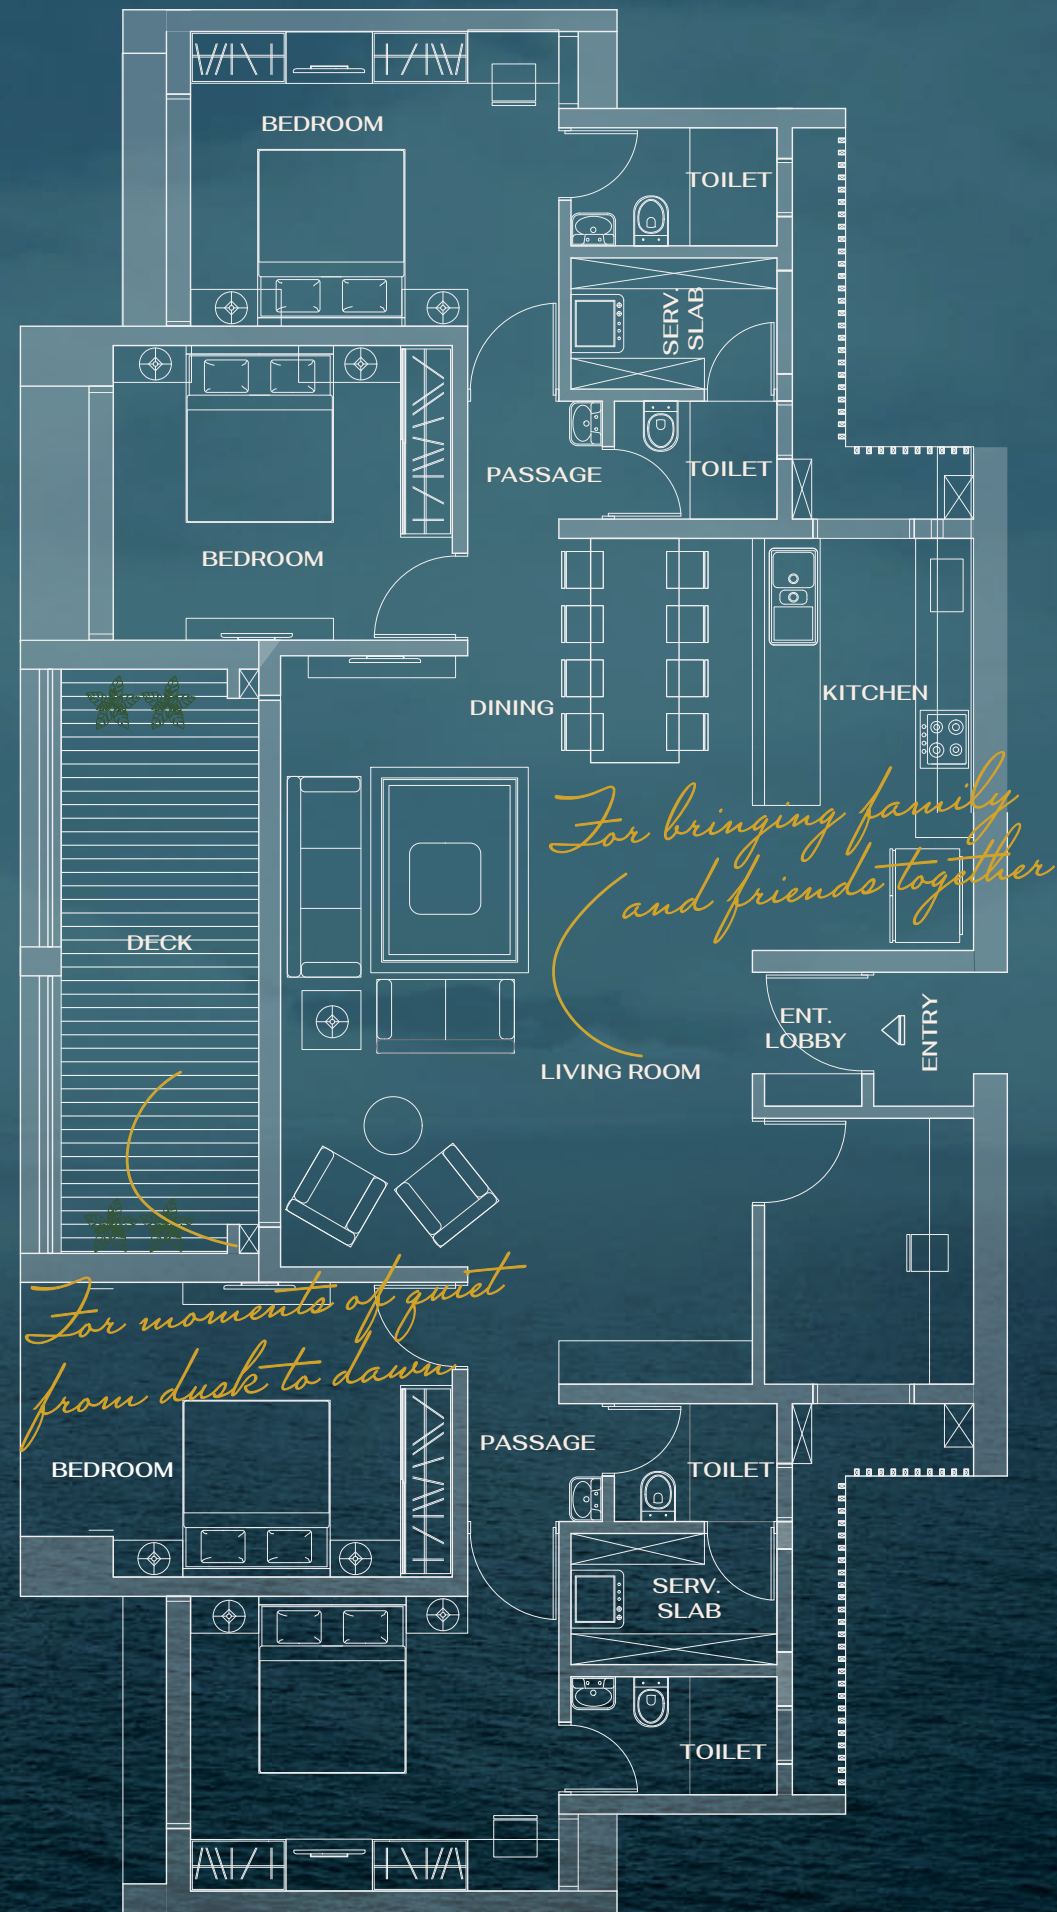 BEDROOM
TOILET
SERV.
SLAB
PASSAGE
TOILET
BEDROOM
DINING
KITCHEN
For bringing family
and friends together
DECK
ENT.
LOBBY
ENTRY
LIVING ROOM
For moments of quiet
from dusk to dawn
PASSAGE
TOILET
BEDROOM
SERV.
SLAB
TOILET